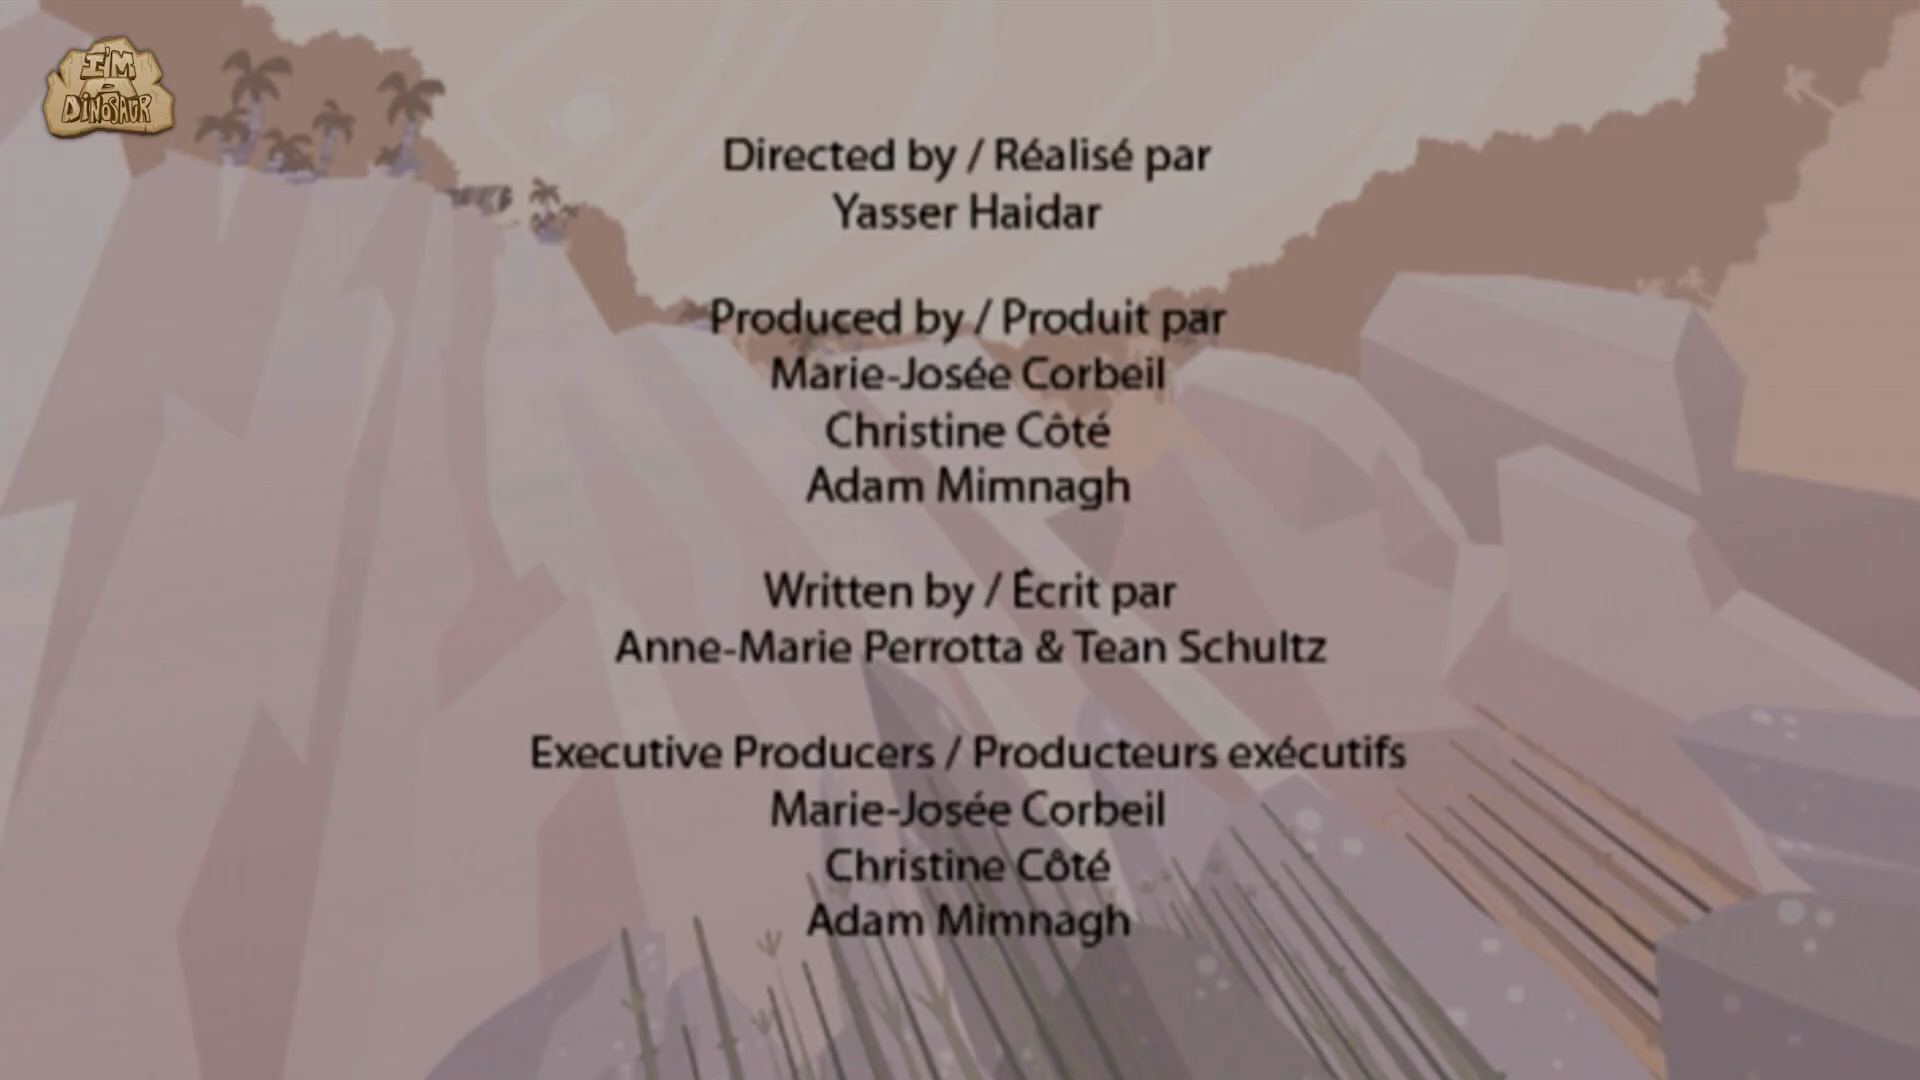 I'M
A
DINOSAUR
Directed by / Réalisé par
Yasser Haidar
Produced by / Produit par
Marie-Josée Corbeil
Christine Côté
Adam Mimnagh
Written by / Écrit par
Anne-Marie Perrotta & Tean Schultz
Executive Producers / Producteurs exécutifs
Marie-Josée Corbeil
Christine Côté
Adam Mimnagh